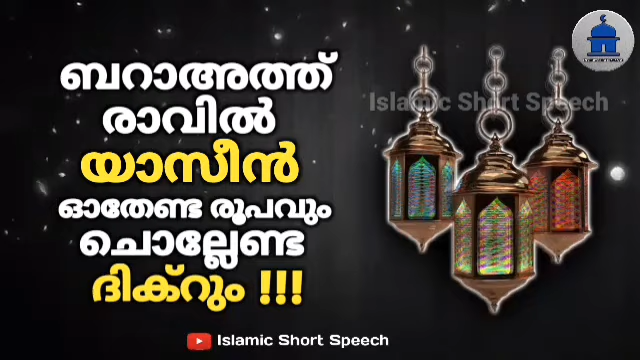 ബറാഅത്ത്
രാവിൽ
യാസീൻ
ഓതേണ്ട രൂപവും
ചൊല്ലേണ്ട
ദിക്റും !!!
Islamic Short Speech
Islamic Short Speech